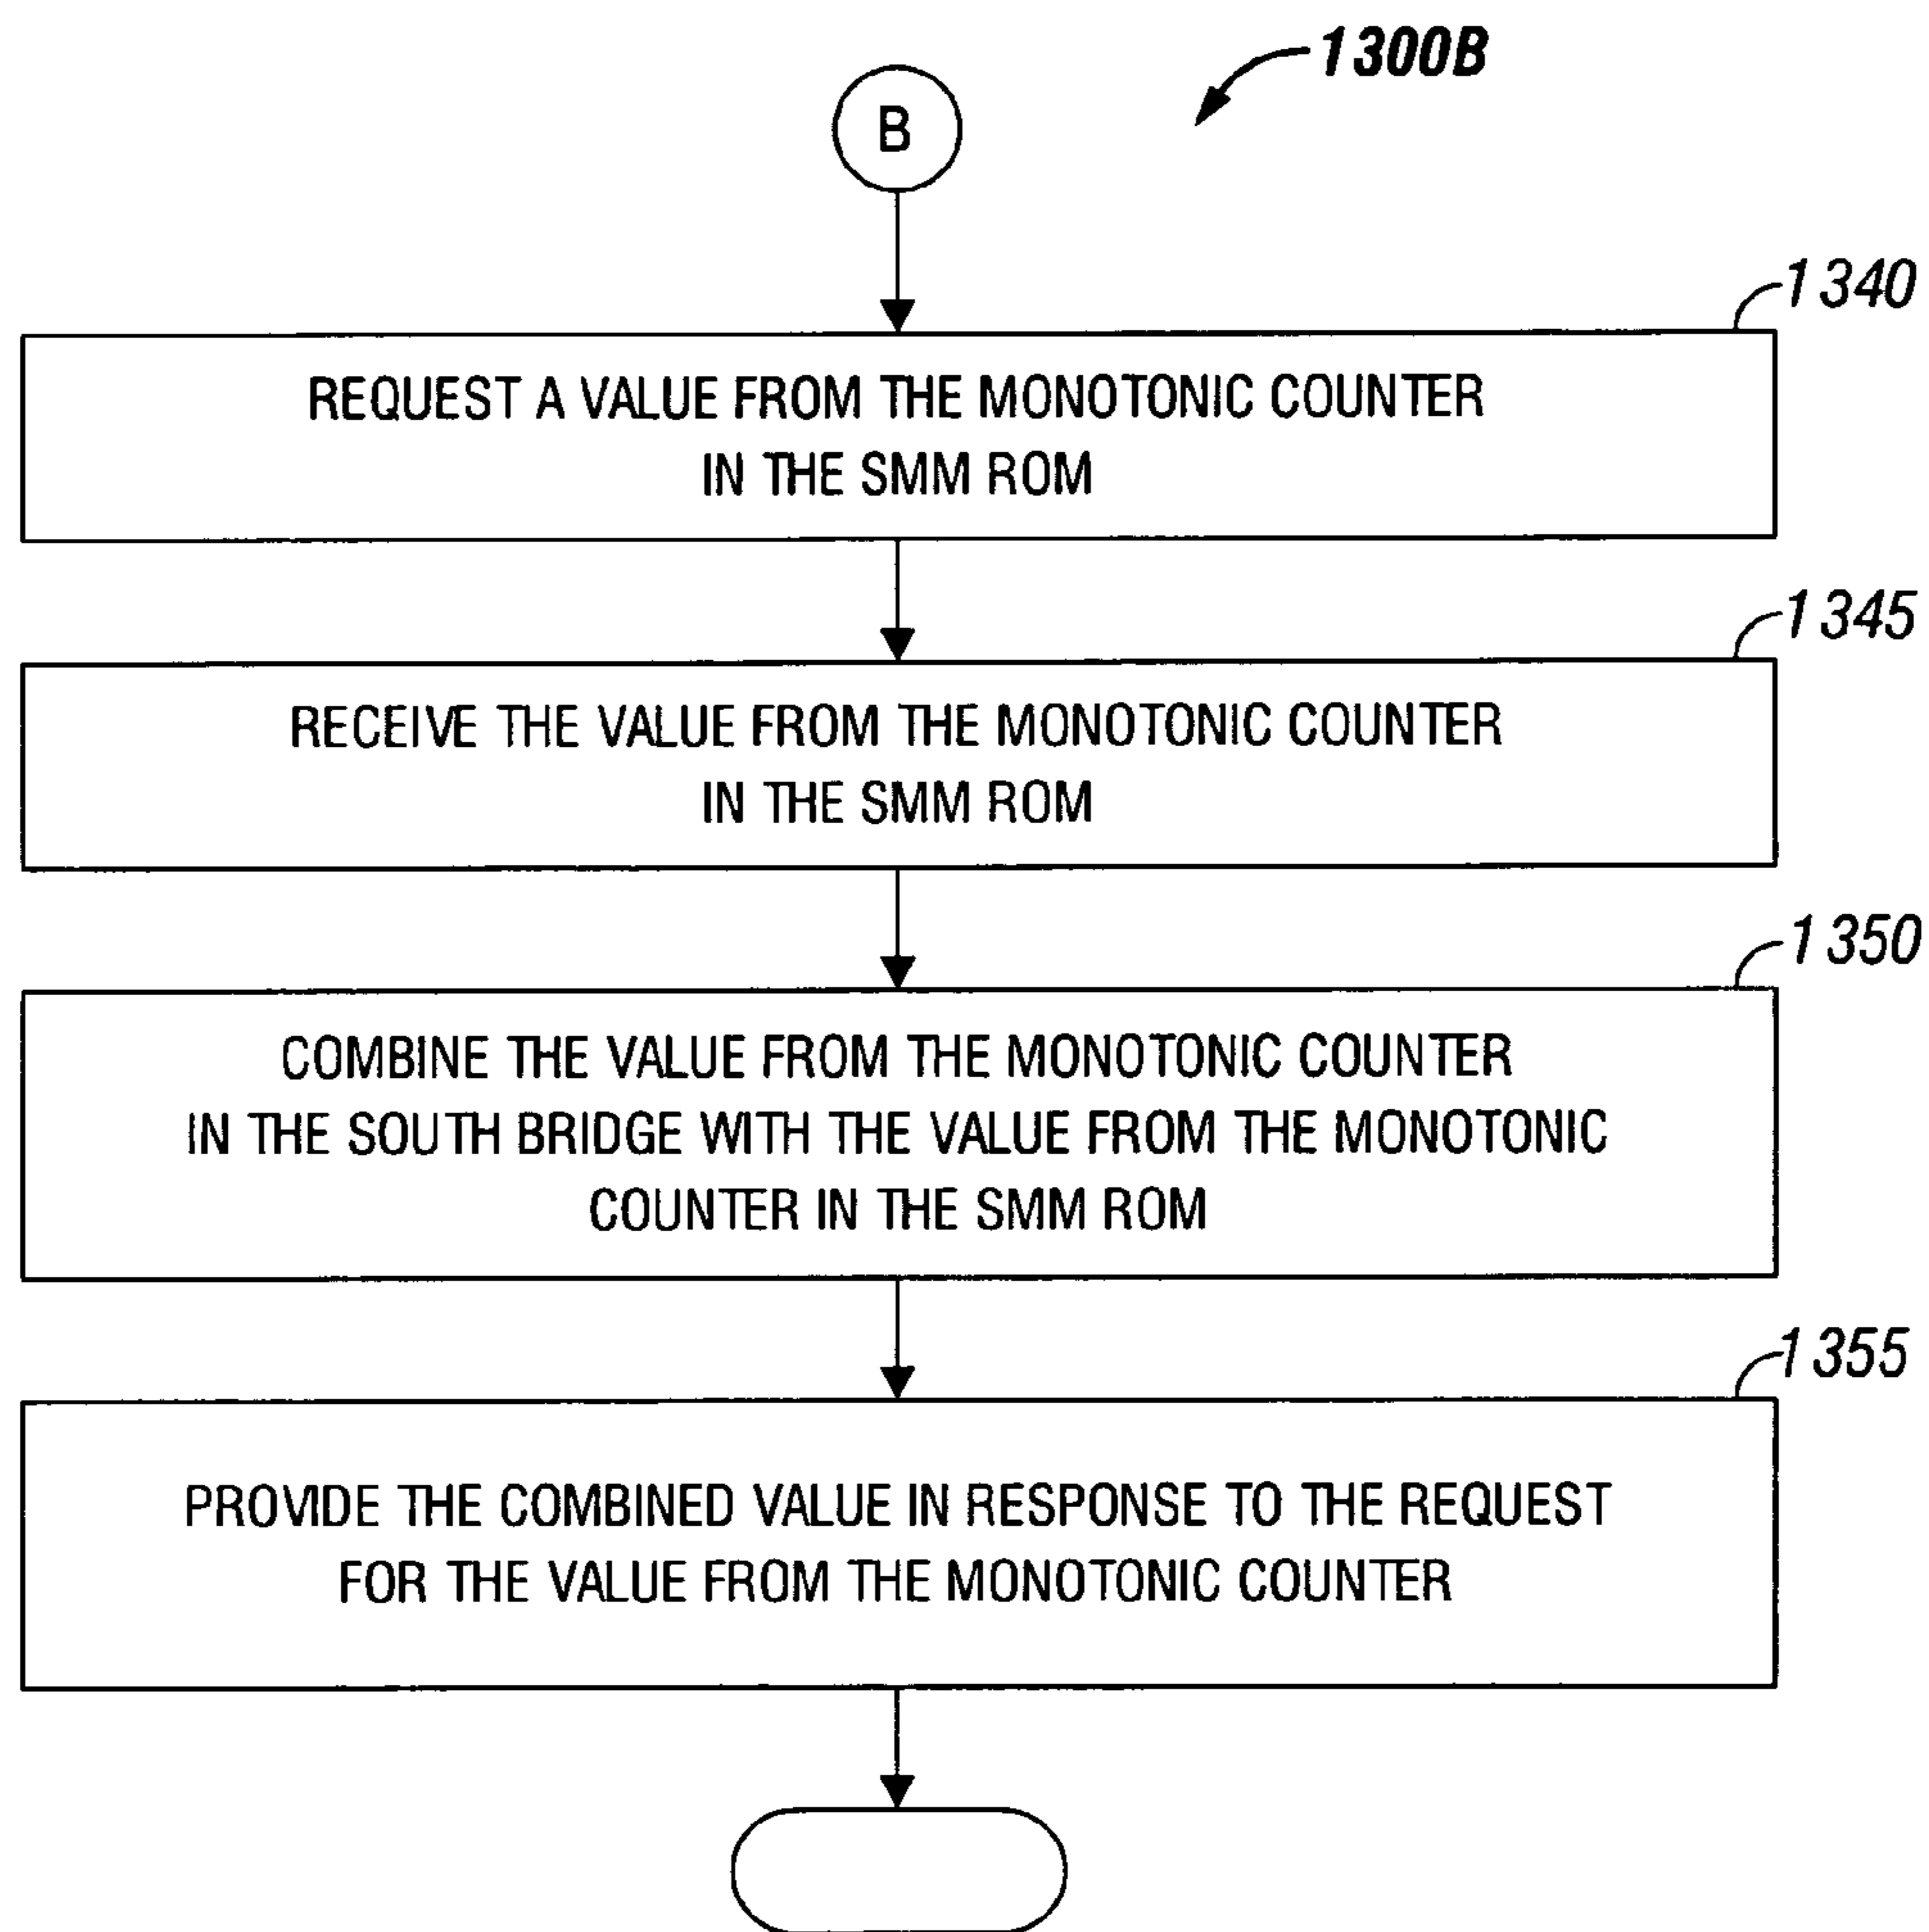 1300B
B
1340
REQUEST A VALUE FROM THE MONOTONIC COUNTER
IN THE SMM ROM
1345
RECEIVE THE VALUE FROM THE MONOTONIC COUNTER
IN THE SMM ROM
1350
COMBINE THE VALUE FROM THE MONOTONIC COUNTER
IN THE SOUTH BRIDGE WITH THE VALUE FROM THE MONOTONIC
COUNTER IN THE SMM ROM
1355
PROVIDE THE COMBINED VALUE IN RESPONSE TO THE REQUEST
FOR THE VALUE FROM THE MONOTONIC COUNTER